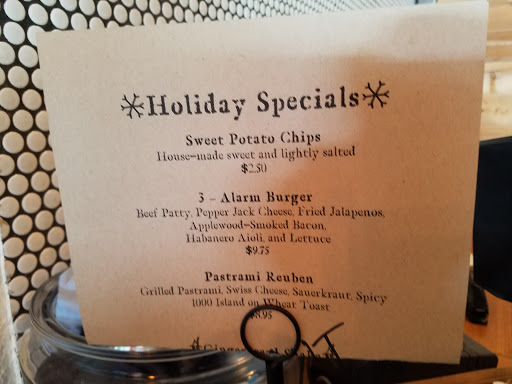 Holiday Specials
Sweet Potato Chips
House-made sweet and lightly salted
$2.50
3 - Alarm Burger
Beef Patty, Pepper Jack Cheese, Fried Jalapenos,
Applewood-Smoked Bacon,
Habanero Aioli, and Lettuce
$9.75
Pastrami Reuben
Grilled Pastrami, Swiss Cheese, Sauerkraut, Spicy
1000 Island on Wheat Toast
8.95